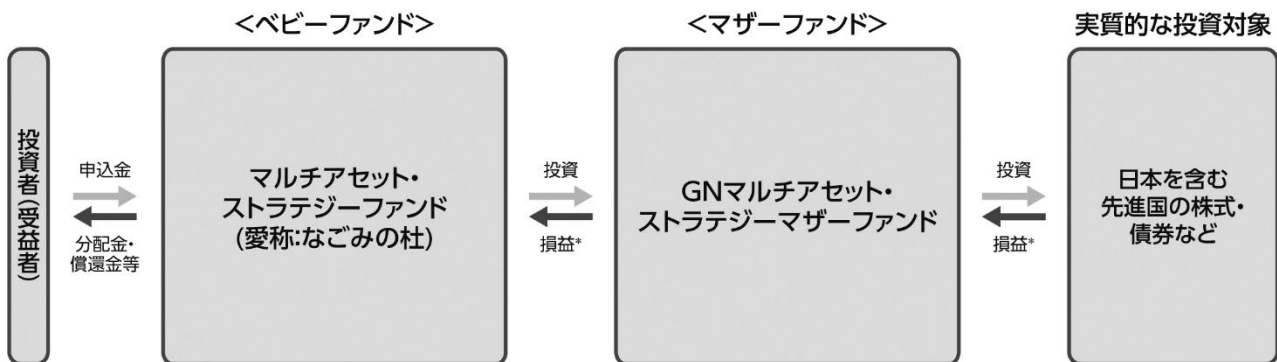 <ベビーファンド>
<マザーファンド>
実質的な投資対象
投資者(受益者)
申込金
分配金・
償還金等
マルチアセット・
ストラテジーファンド
(愛称:なごみの杜)
投資
損益*
GNマルチアセット・
ストラテジーマザーファンド
投資
損益*
日本を含む
先進国の株式・
債券など